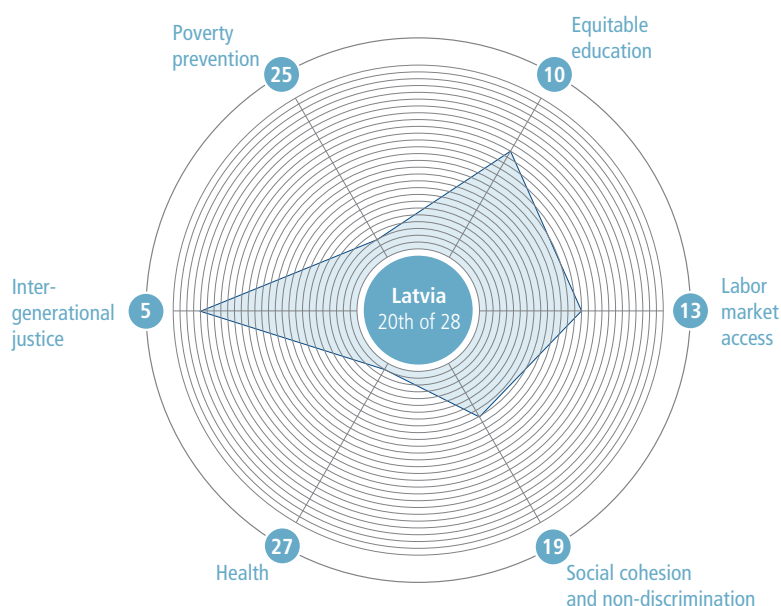 Poverty
prevention
25
Equitable
education
10
Inter-
generational
justice
5
Latvia
20th of 28
13
Labor
market
access
27
Health
19
Social cohesion
and non-discrimination